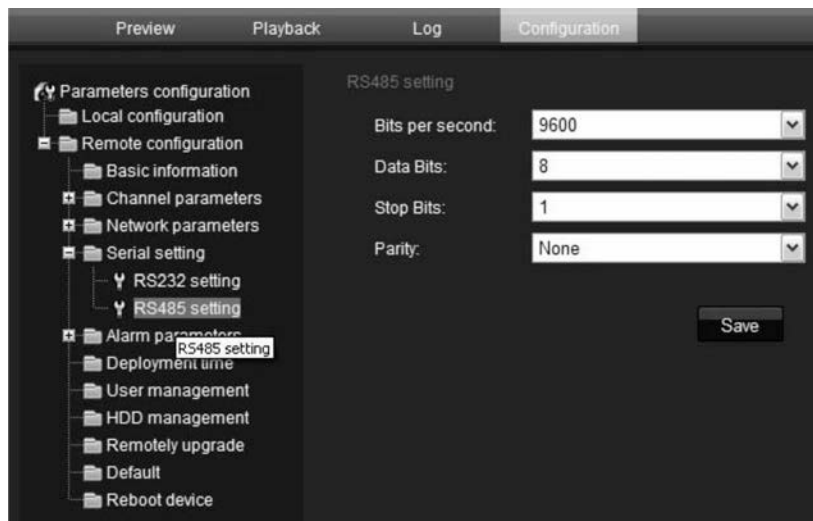 Preview Playback Log Configuration
Parameters configuration
Local configuration
Remote configuration
Basic information
Channel parameters
Network parameters
Serial setting
RS232 setting
RS485 setting
Alarm parameters
RS485 setting
Deployment time
User management
HDD management
Remotely upgrade
Default
Reboot device
RS485 setting
Bits per second: 9600
Data Bits: 8
Stop Bits: 1
Parity: None
Save